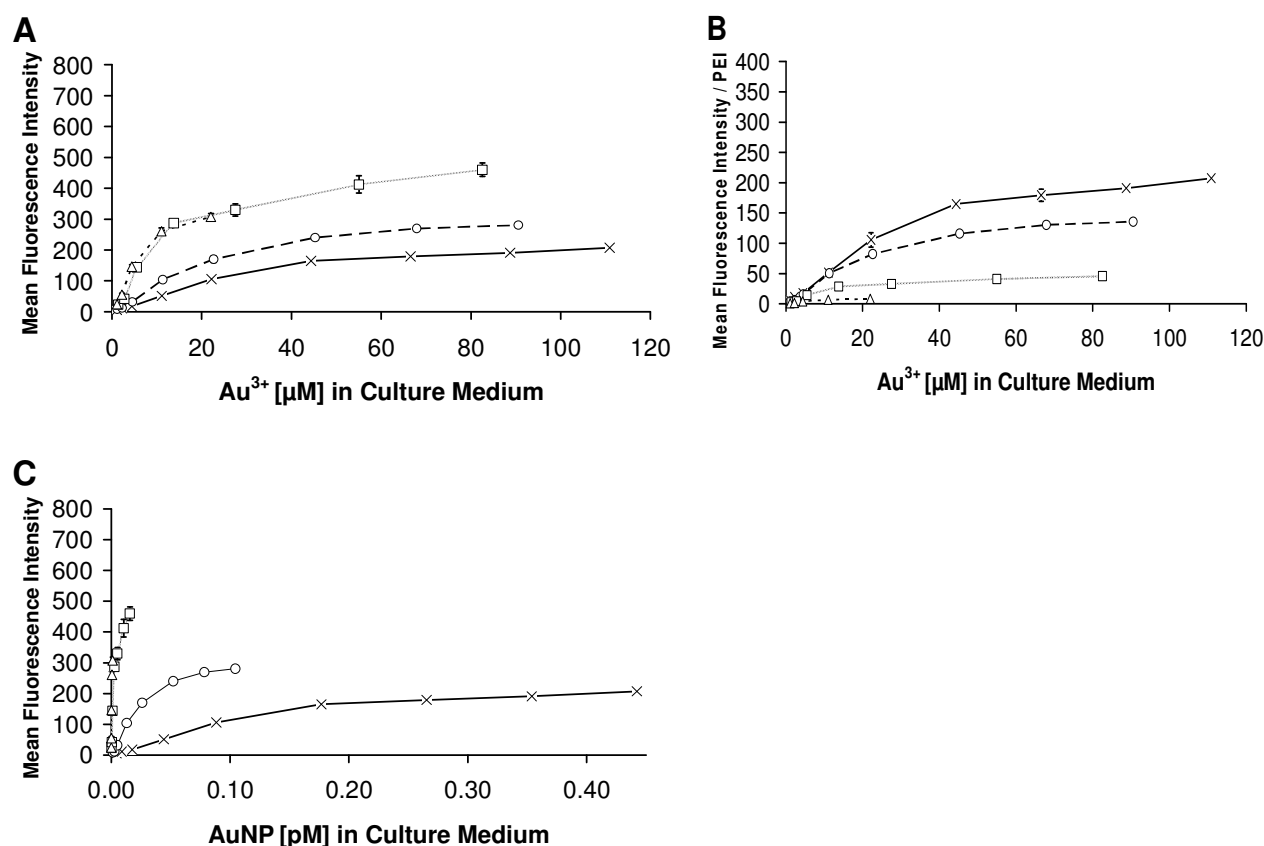 A
Mean Fluorescence Intensity
800
700
600
500
400
300
200
100
0
0 20 40 60 80 100 120
Au3+ [µM] in Culture Medium
B
Mean Fluorescence Intensity / PEI
400
350
300
250
200
150
100
50
0
0 20 40 60 80 100 120
Au3+ [µM] in Culture Medium
C
Mean Fluorescence Intensity
800
700
600
500
400
300
200
100
0
0.00 0.10 0.20 0.30 0.40
AuNP [pM] in Culture Medium